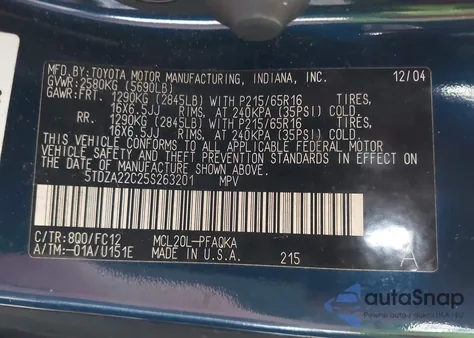 MFD.BY:TOYOTA MOTOR MANUFACTURING, INDIANA, INC. 12/04
GVWR:2580KG (5690LB)
GAWR:FRT. 1290KG (2845LB) WITH P215/65R16 TIRES,
16X6.5JJ RIMS, AT 240KPA (35PSI) COLD.
RR. 1290KG (2845LB) WITH P215/65R16 TIRES,
16X6.5JJ RIMS, AT 240KPA (35PSI) COLD.
THIS VEHICLE CONFORMS TO ALL APPLICABLE FEDERAL MOTOR
VEHICLE SAFETY AND THEFT PREVENTION STANDARDS IN EFFECT ON
THE DATE OF MANUFACTURE SHOWN ABOVE.
5TDZA22C25S263201 MPV
C/TR:8Q0/FC12 MCL20L-PFAQKA
A/TM:-01A/U151E MADE IN U.S.A. 215 A
autoSnap